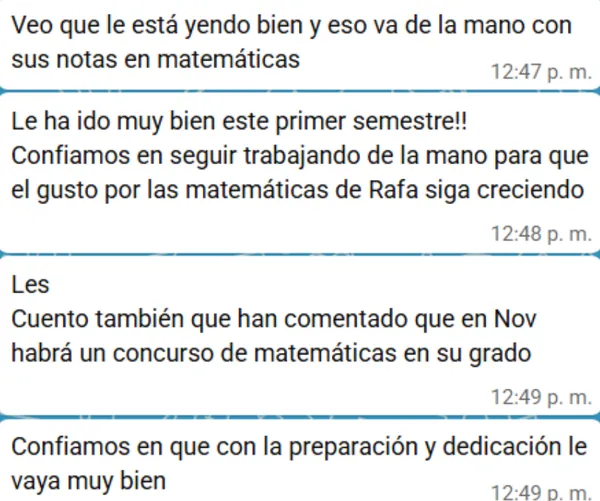 Veo que le está yendo bien y eso va de la mano con
sus notas en matemáticas
12:47 p. m.
Le ha ido muy bien este primer semestre!!
Confiamos en seguir trabajando de la mano para que
el gusto por las matemáticas de Rafa siga creciendo
12:48 p. m.
Les
Cuento también que han comentado que en Nov
habrá un concurso de matemáticas en su grado
12:49 p. m.
Confiamos en que con la preparación y dedicación le
vaya muy bien
12:49 p. m.